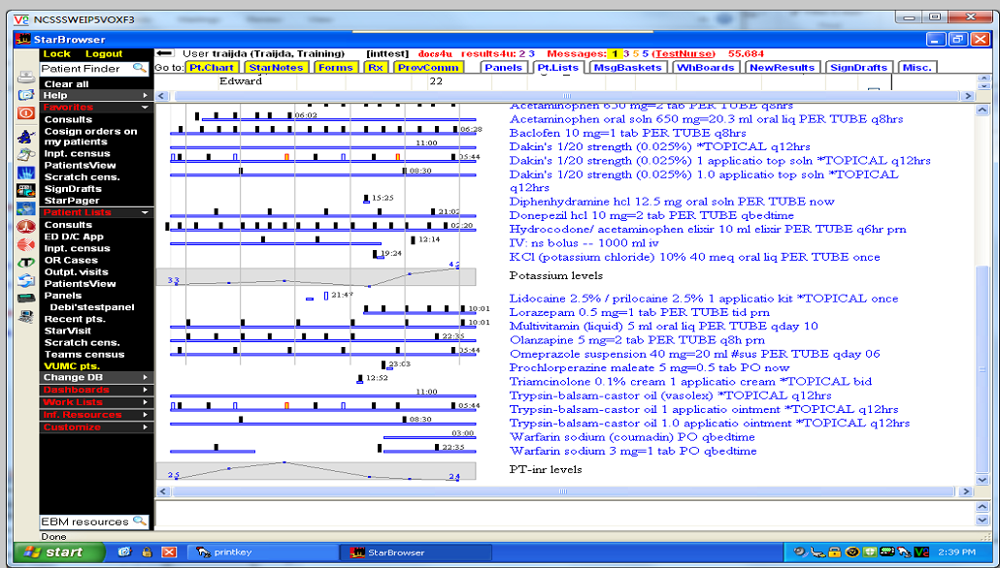 NCSSSWEIP5VOXF3
StarBrowser
Lock Logout
User traijda (Traijda, Training) [inttest] docs4u results4u: 2 3 Messages: 1 3 5 5 (TestNurse) 55.684
Patient Finder
Go to: Pt.Chart StarNotes Forms Rx ProvComm Panels Pt.Lists MsgBaskets WhBoards NewResults SignDrafts Misc.
Edward 22
Clear all
Help
Favorites
Consults
Cosign orders on
my patients
Inpt. census
PatientsView
Scratch cens.
SignDrafts
StarPager
Patient Lists
Consults
ED D/C App
Inpt. census
OR Cases
Outpt. visits
PatientsView
Panels
Debi'stestpanel
Recent pts.
StarVisit
Scratch cens.
Teams census
VUMC pts.
Change DB
Dashboards
Work Lists
Inf. Resources
Customize
EBM resources
Acetaminophen 650 mg=2 tab PER TUBE q8hrs
06:02 Acetaminophen oral soln 650 mg=20.3 ml oral liq PER TUBE q8hrs
06:28 Baclofen 10 mg=1 tab PER TUBE q8hrs
11:00 Dakin's 1/20 strength (0.025%) *TOPICAL q12hrs
05:44 Dakin's 1/20 strength (0.025%) 1 applicatio top soln *TOPICAL q12hrs
08:30 Dakin's 1/20 strength (0.025%) 1.0 applicatio top soln *TOPICAL
q12hrs
15:25 Diphenhydramine hcl 12.5 mg oral soln PER TUBE now
21:02 Donepezil hcl 10 mg=2 tab PER TUBE qbedtime
02:20 Hydrocodone/ acetaminophen elixir 10 ml elixir PER TUBE q6hr prn
12:14 IV: ns bolus -- 1000 ml iv
19:24 KCl (potassium chloride) 10% 40 meq oral liq PER TUBE once
3.3 4.2 Potassium levels
21:47 Lidocaine 2.5% / prilocaine 2.5% 1 applicatio kit *TOPICAL once
10:01 Lorazepam 0.5 mg=1 tab PER TUBE tid prn
10:01 Multivitamin (liquid) 5 ml oral liq PER TUBE qday 10
22:35 Olanzapine 5 mg=2 tab PER TUBE q8h prn
05:44 Omeprazole suspension 40 mg=20 ml #sus PER TUBE qday 06
23:03 Prochlorperazine maleate 5 mg=0.5 tab PO now
12:52 Triamcinolone 0.1% cream 1 applicatio cream *TOPICAL bid
11:00 Trypsin-balsam-castor oil (vasolex) *TOPICAL q12hrs
05:44 Trypsin-balsam-castor oil 1 applicatio ointment *TOPICAL q12hrs
08:30 Trypsin-balsam-castor oil 1.0 applicatio ointment *TOPICAL q12hrs
03:00 Warfarin sodium (coumadin) PO qbedtime
22:35 Warfarin sodium 3 mg=1 tab PO qbedtime
2.5 2.4 PT-inr levels
Done
start printkey StarBrowser 2:39 PM